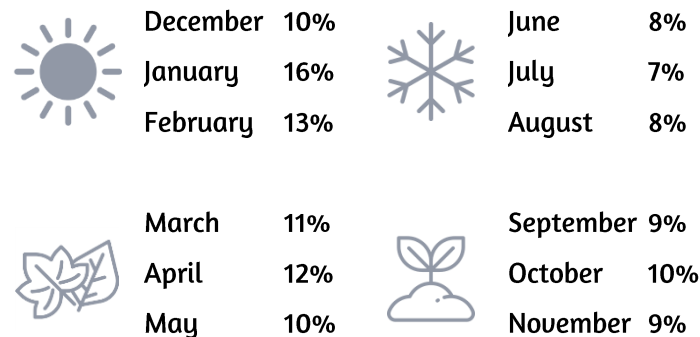 December 10%
January 16%
February 13%
June 8%
July 7%
August 8%
March 11%
April 12%
May 10%
September 9%
October 10%
November 9%